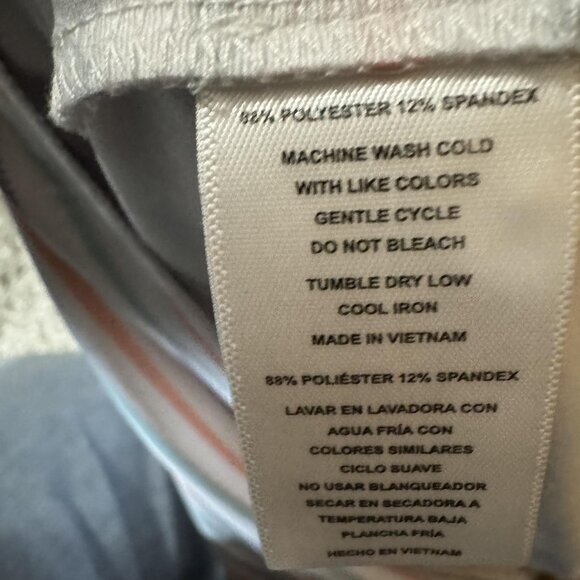 88% POLYESTER 12% SPANDEX
MACHINE WASH COLD
WITH LIKE COLORS
GENTLE CYCLE
DO NOT BLEACH
TUMBLE DRY LOW
COOL IRON
MADE IN VIETNAM
88% POLIÉSTER 12% SPANDEX
LAVAR EN LAVADORA CON
AGUA FRÍA CON
COLORES SIMILARES
CICLO SUAVE
NO USAR BLANQUEADOR
SECAR EN SECADORA A
TEMPERATURA BAJA
PLANCHA FRÍA
HECHO EN VIETNAM